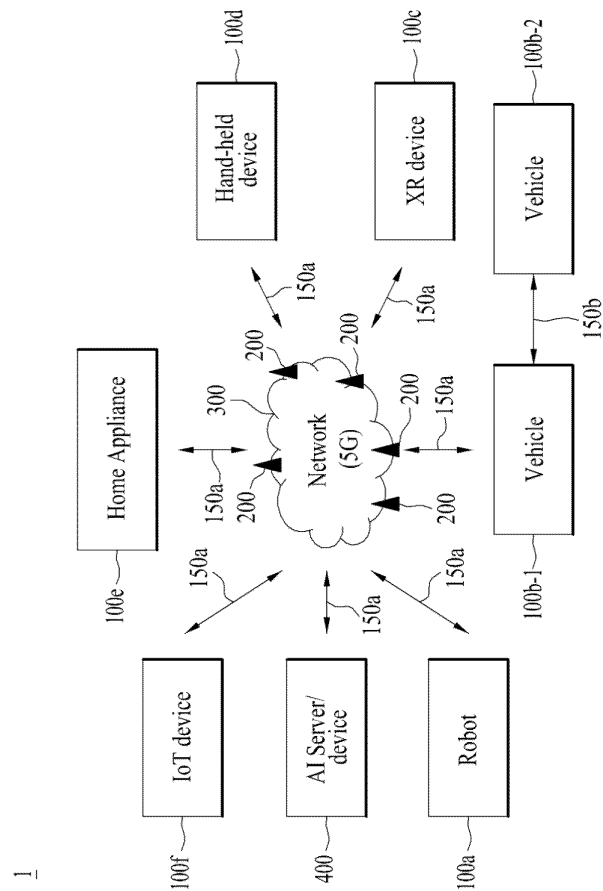 1
100e
Home Appliance
100f
IoT device
150a
150a
200
300
200
Hand-held
device
100d
150a
400
AI Server/
device
150a
Network
(5G)
200
100a
Robot
150a
200
200
150a
150a
XR device
100c
100b-1
Vehicle
150b
Vehicle
100b-2